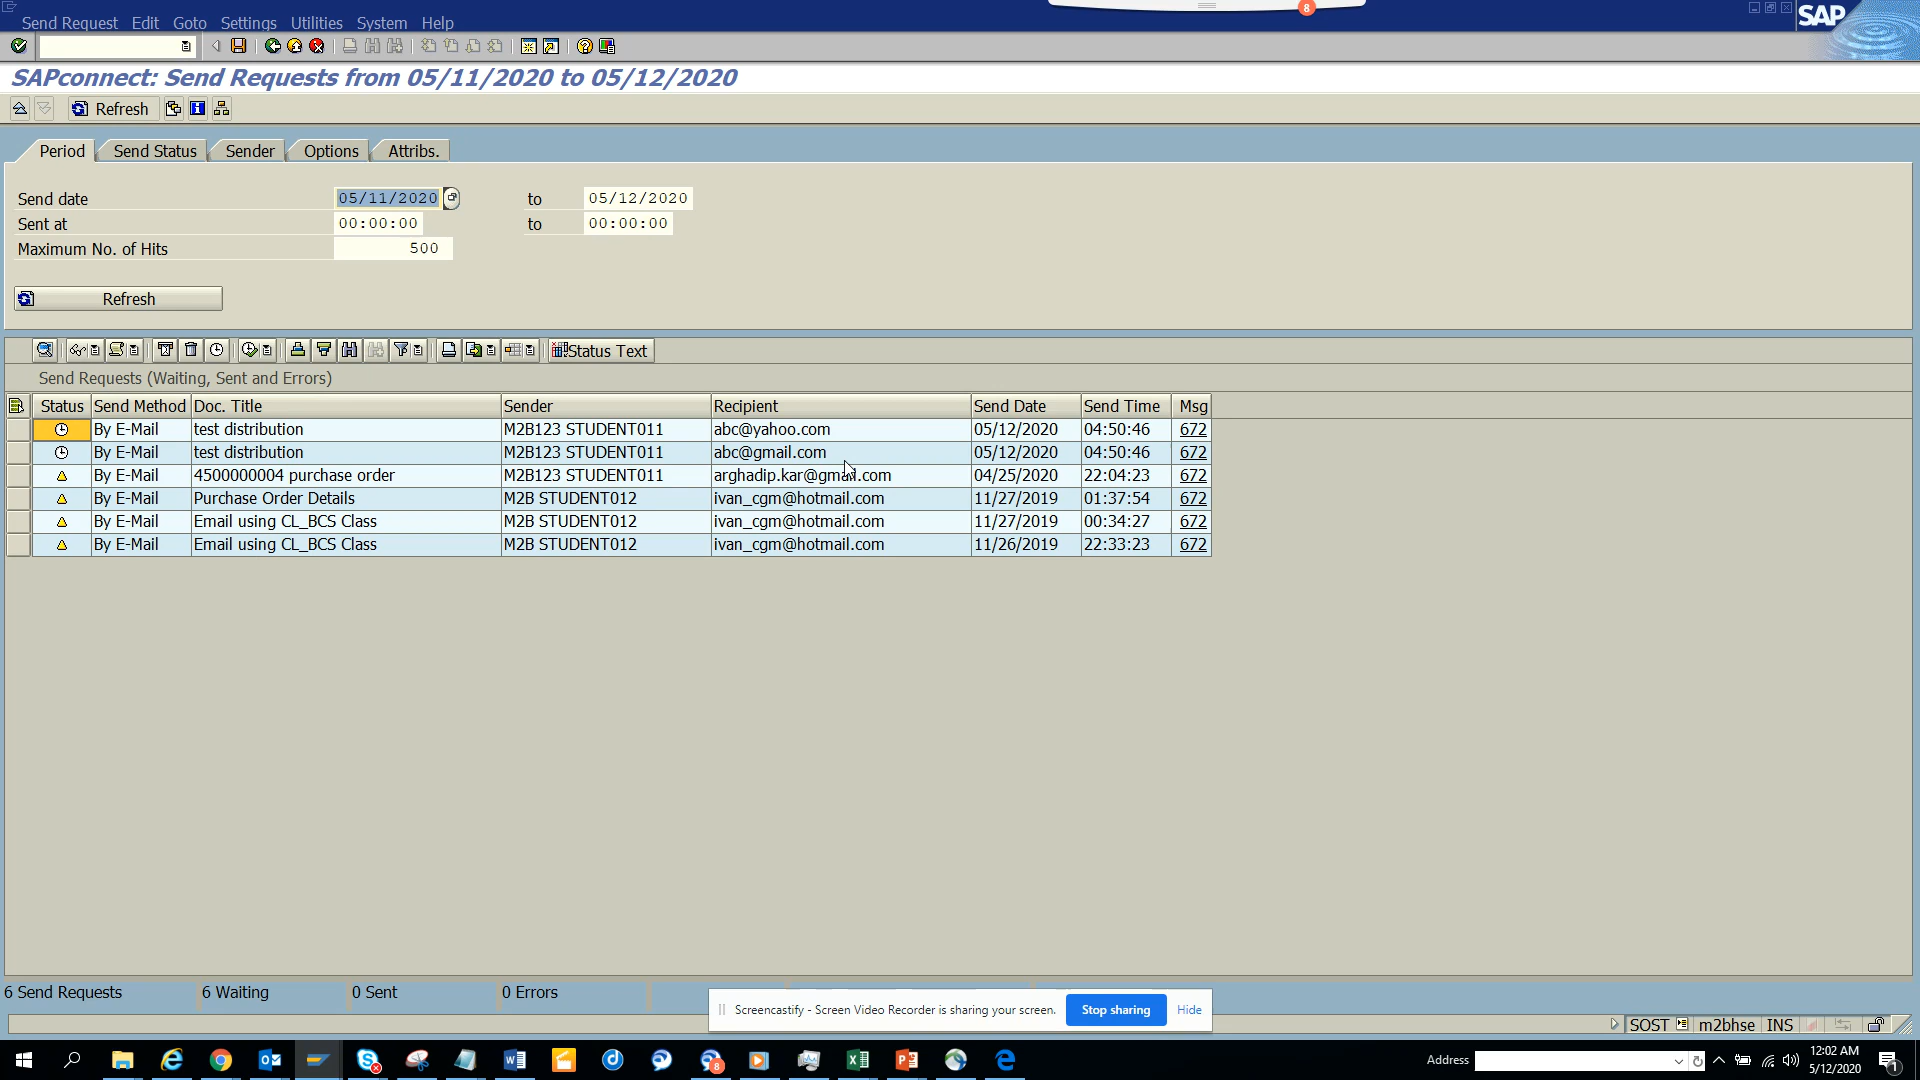 8
Send Request Edit Goto Settings Utilities System Help
SAP
SAPconnect: Send Requests from 05/11/2020 to 05/12/2020
Refresh
Period Send Status Sender Options Attribs.
Send date 05/11/2020 to 05/12/2020
Sent at 00:00:00 to 00:00:00
Maximum No. of Hits 500
Refresh
Status Text
Send Requests (Waiting, Sent and Errors)
Status Send Method Doc. Title Sender Recipient Send Date Send Time Msg
By E-Mail test distribution M2B123 STUDENT011 abc@yahoo.com 05/12/2020 04:50:46 672
By E-Mail test distribution M2B123 STUDENT011 abc@gmail.com 05/12/2020 04:50:46 672
By E-Mail 4500000004 purchase order M2B123 STUDENT011 arghadip.kar@gmail.com 04/25/2020 22:04:23 672
By E-Mail Purchase Order Details M2B STUDENT012 ivan_cgm@hotmail.com 11/27/2019 01:37:54 672
By E-Mail Email using CL_BCS Class M2B STUDENT012 ivan_cgm@hotmail.com 11/27/2019 00:34:27 672
By E-Mail Email using CL_BCS Class M2B STUDENT012 ivan_cgm@hotmail.com 11/26/2019 22:33:23 672
6 Send Requests 6 Waiting 0 Sent 0 Errors
Screencastify - Screen Video Recorder is sharing your screen. Stop sharing Hide
SOST m2bhse INS
8 Address 12:02 AM
5/12/2020 1